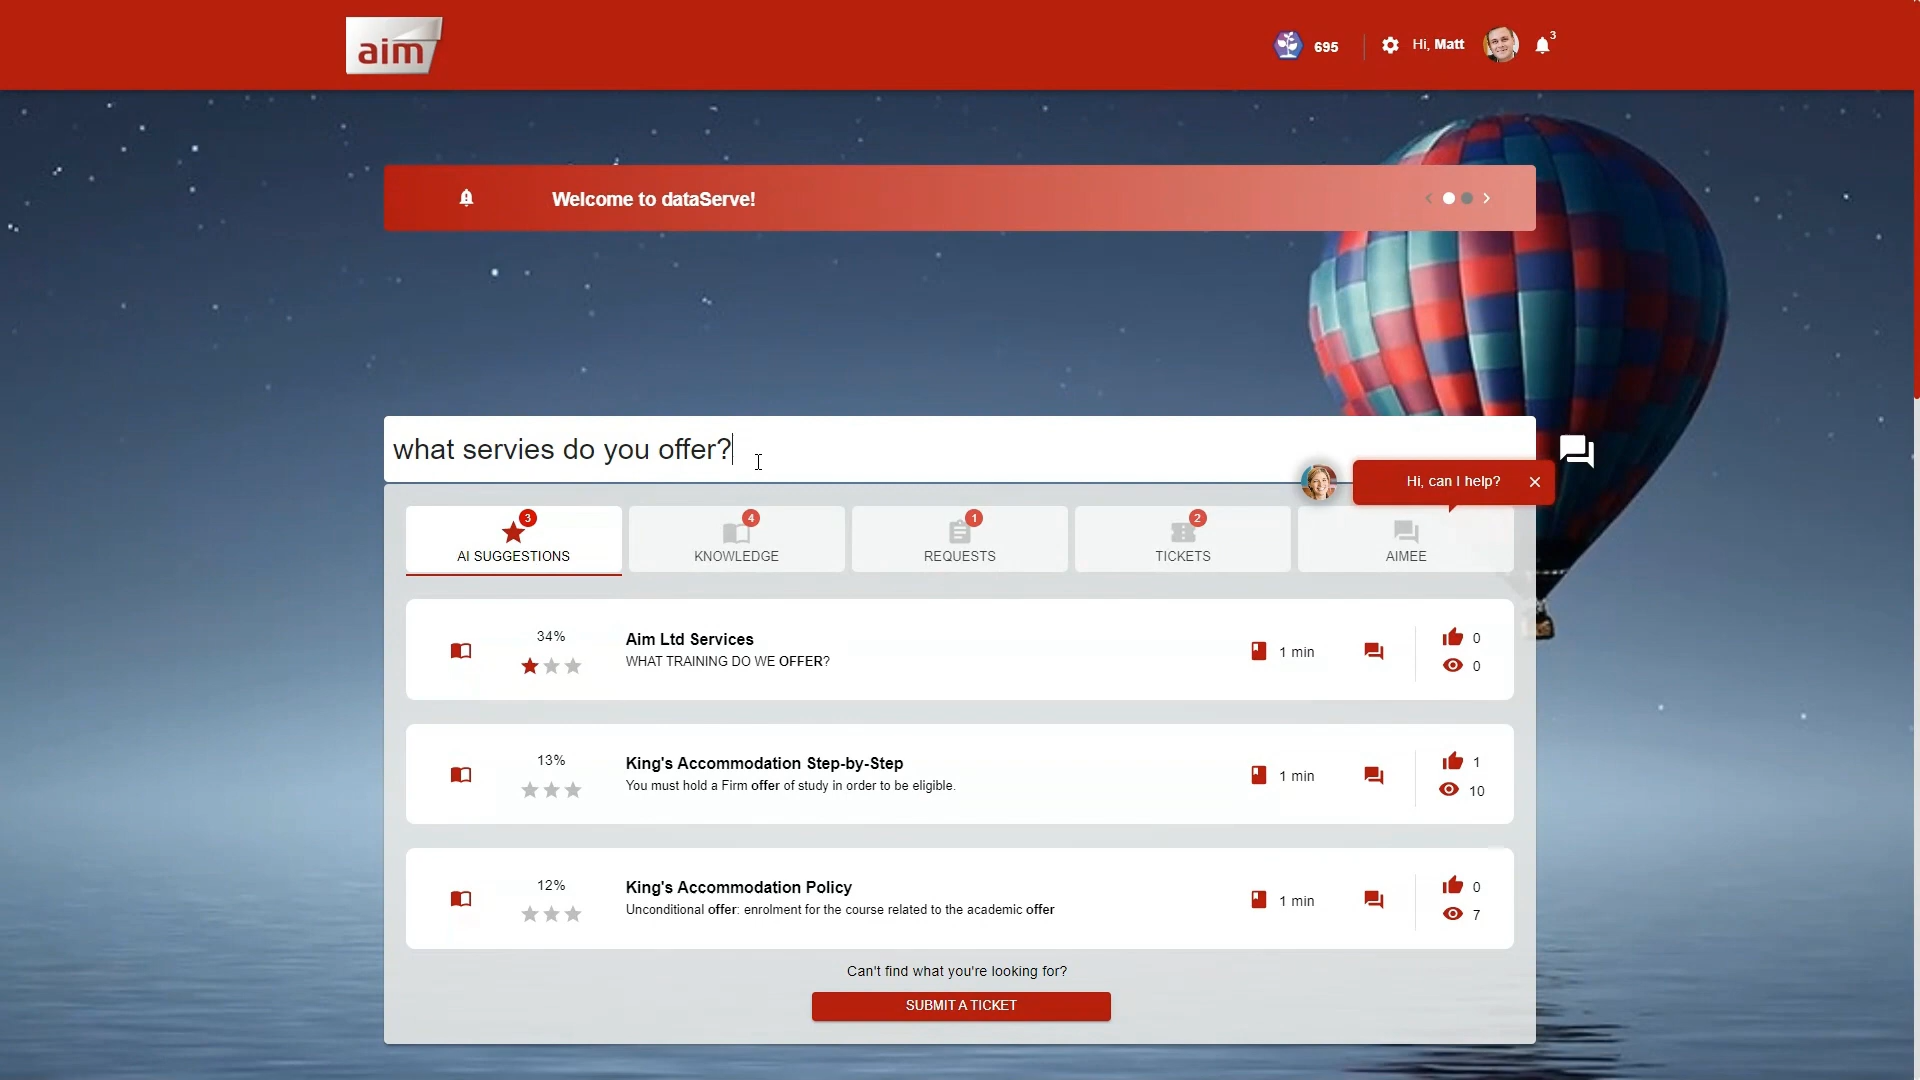 aim
695
Hi, Matt
3
Welcome to dataServe!
what servies do you offer?
Hi, can I help?
3
AI SUGGESTIONS
4
KNOWLEDGE
1
REQUESTS
2
TICKETS
AIMEE
34%
Aim Ltd Services
WHAT TRAINING DO WE OFFER?
1 min
0
0
13%
King's Accommodation Step-by-Step
You must hold a Firm offer of study in order to be eligible.
1 min
1
10
12%
King's Accommodation Policy
Unconditional offer: enrolment for the course related to the academic offer
1 min
0
7
Can't find what you're looking for?
SUBMIT A TICKET